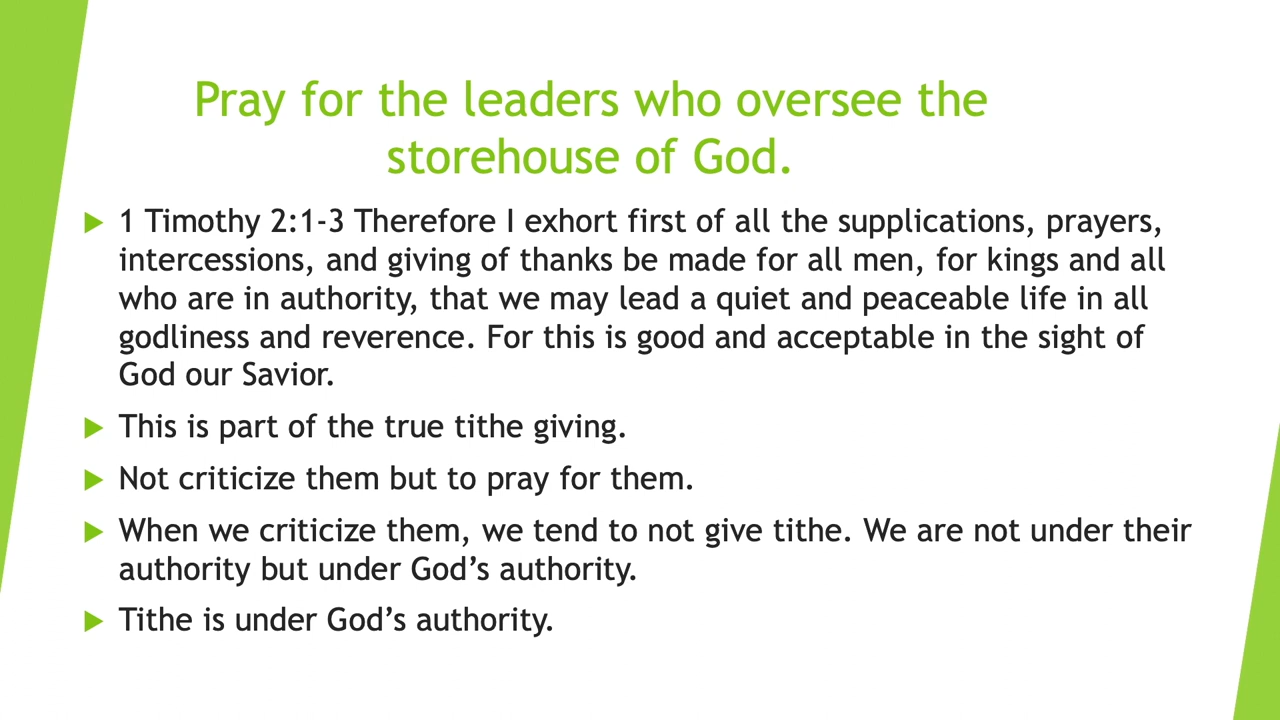 Pray for the leaders who oversee the
storehouse of God.
1 Timothy 2:1-3 Therefore I exhort first of all the supplications, prayers,
intercessions, and giving of thanks be made for all men, for kings and all
who are in authority, that we may lead a quiet and peaceable life in all
godliness and reverence. For this is good and acceptable in the sight of
God our Savior.
This is part of the true tithe giving.
Not criticize them but to pray for them.
When we criticize them, we tend to not give tithe. We are not under their
authority but under God’s authority.
Tithe is under God’s authority.